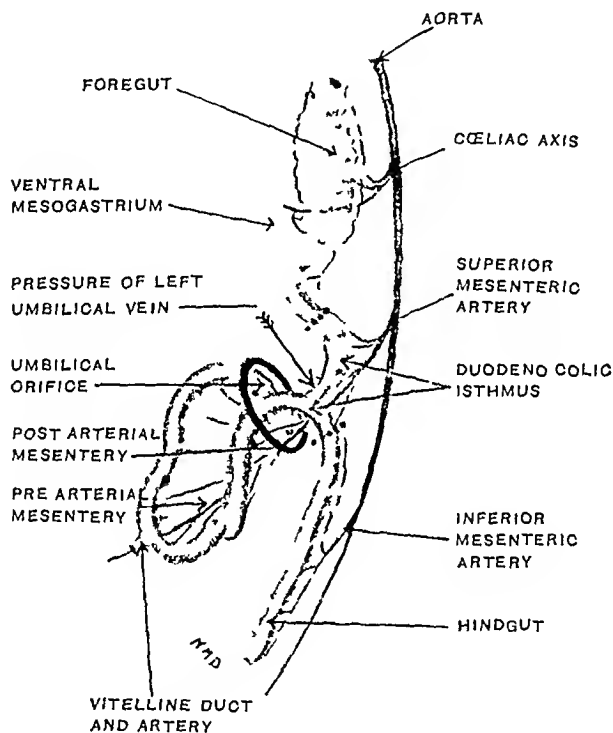 AORTA
FOREGUT
CŒLIAC AXIS
VENTRAL
MESOGASTRIUM
PRESSURE OF LEFT
UMBILICAL VEIN
SUPERIOR
MESENTERIC
ARTERY
UMBILICAL
ORIFICE
DUODENO COLIC
ISTHMUS
POST ARTERIAL
MESENTERY
PRE ARTERIAL
MESENTERY
INFERIOR
MESENTERIC
ARTERY
HINDGUT
NMD
VITELLINE DUCT
AND ARTERY